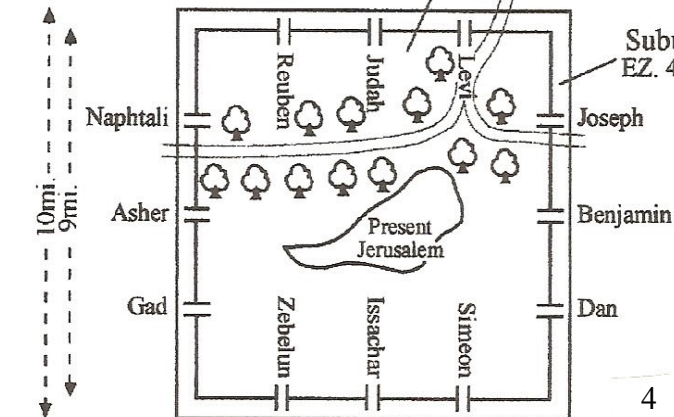 Subu
EZ. 4
Reuben
Judah
Levi
Naphtali
Joseph
10mi.
9mi.
Asher
Present
Jerusalem
Benjamin
Gad
Zebelun
Issachar
Simeon
Dan
4